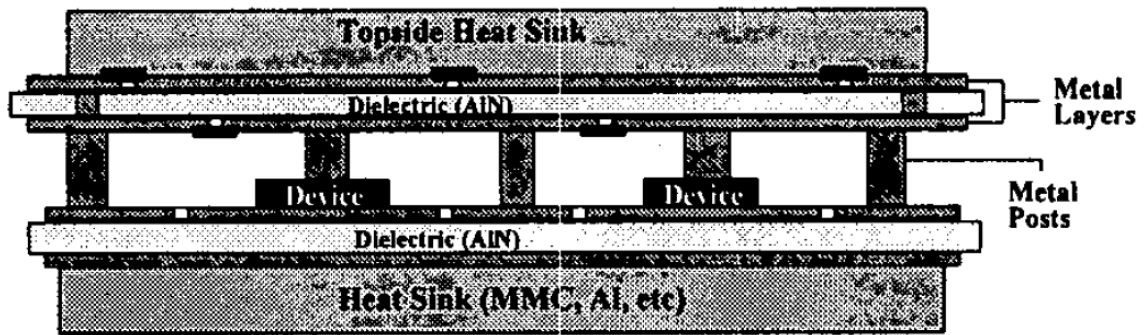 Topside Heat Sink
Dielectric (AlN)
Metal
Layers
Device
Device
Metal
Posts
Dielectric (AlN)
Heat Sink (MMC, Al, etc)